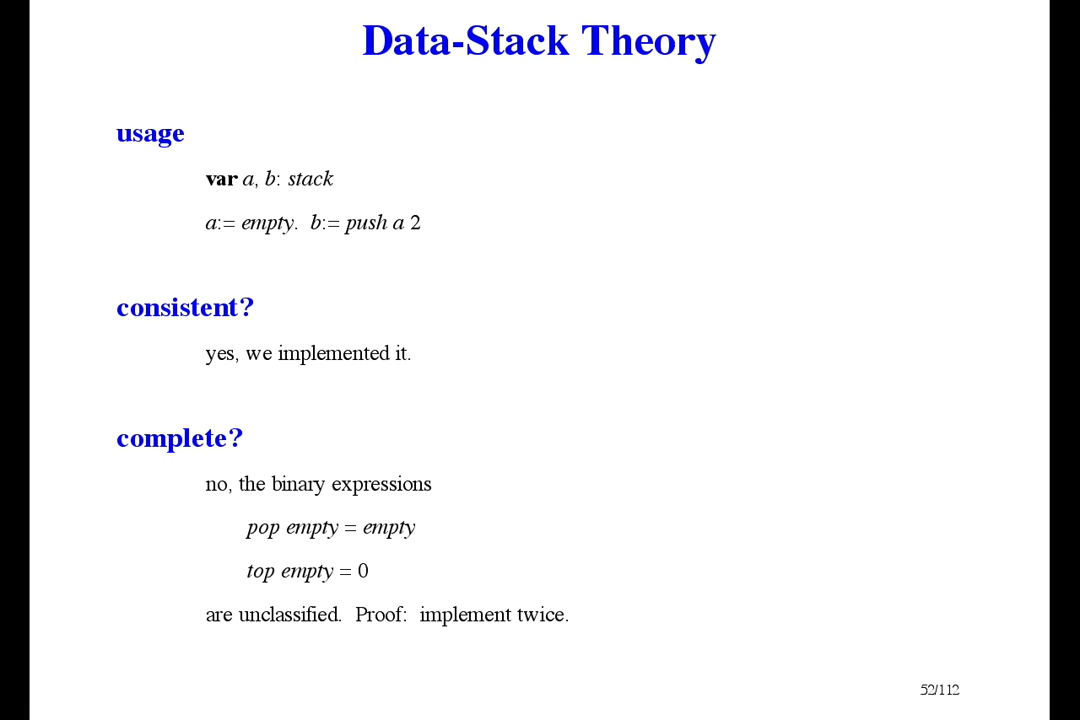 Data-Stack Theory
usage
var a, b: stack
a:= empty. b:= push a 2
consistent?
yes, we implemented it.
complete?
no, the binary expressions
pop empty = empty
top empty = 0
are unclassified. Proof: implement twice.
52/112